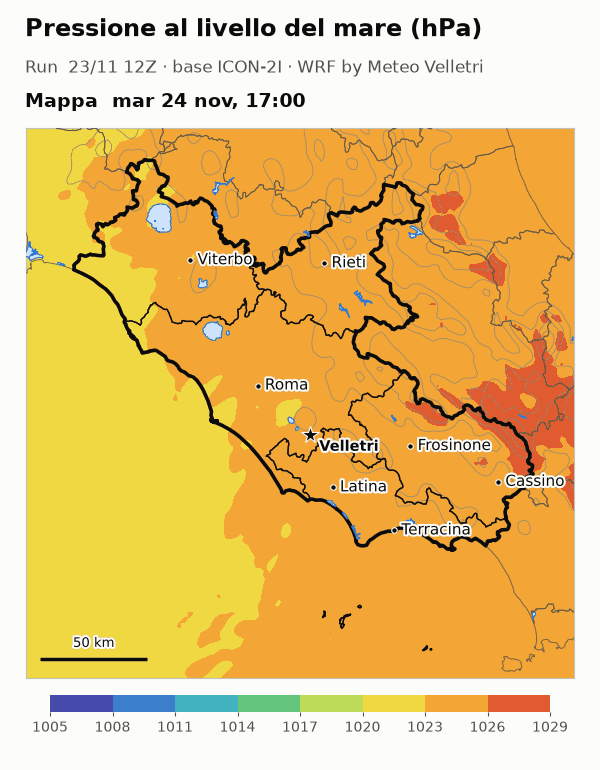 Pressione al livello del mare (hPa)
Run  23/11 12Z · base ICON-2I · WRF by Meteo Velletri
Mappa  mar 24 nov, 17:00
Viterbo
Rieti
Roma
Velletri
Frosinone
Latina
Cassino
Terracina
50 km
1005 1008 1011 1014 1017 1020 1023 1026 1029